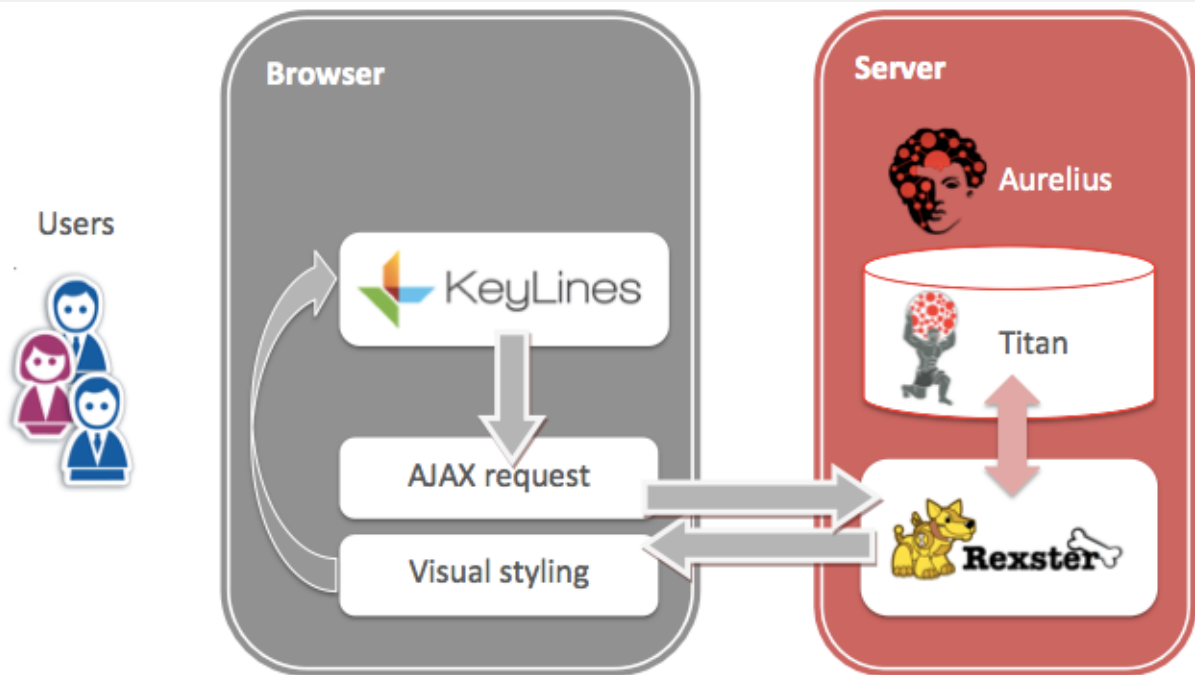 Users
Browser
KeyLines
AJAX request
Visual styling
Server
Aurelius
Titan
Rexster